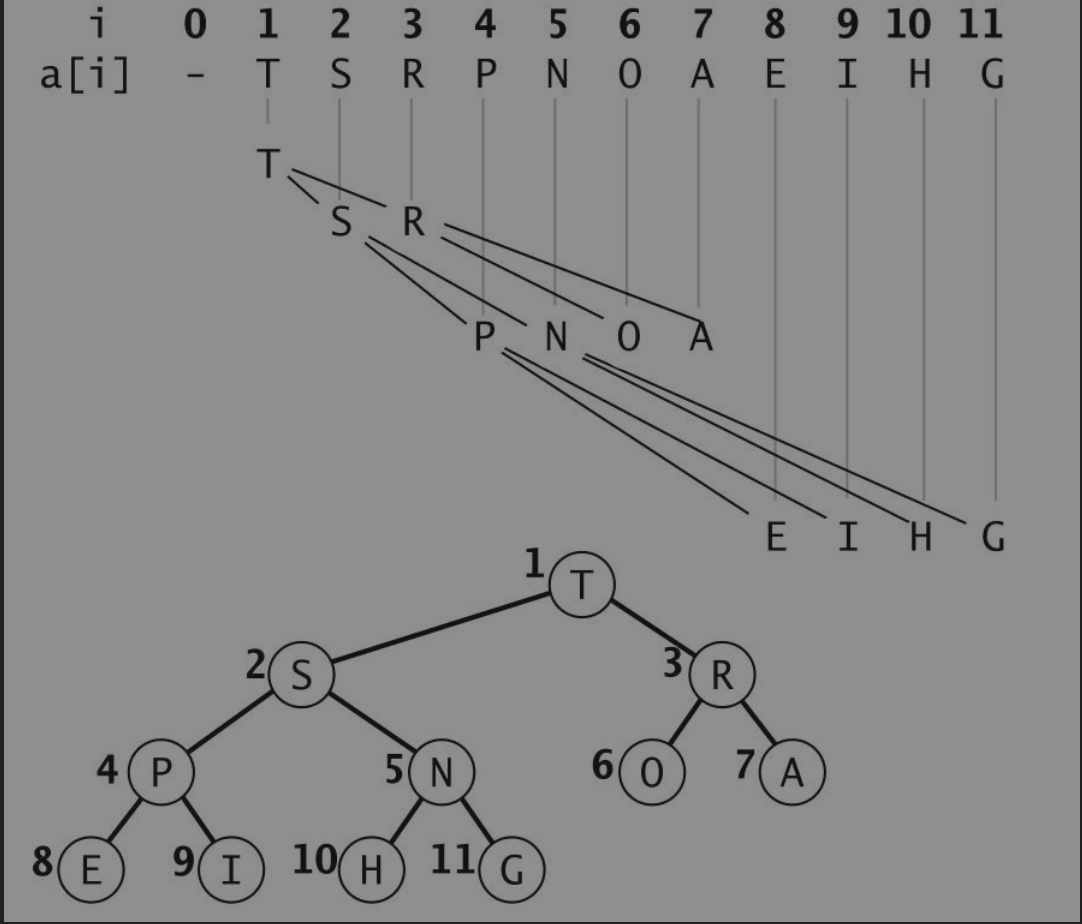 i 0 1 2 3 4 5 6 7 8 9 10 11
a[i] – T S R P N O A E I H G
T
S R
P N O A
E I H G
1 T
2 S 3 R
4 P 5 N 6 O 7 A
8 E 9 I 10 H 11 G